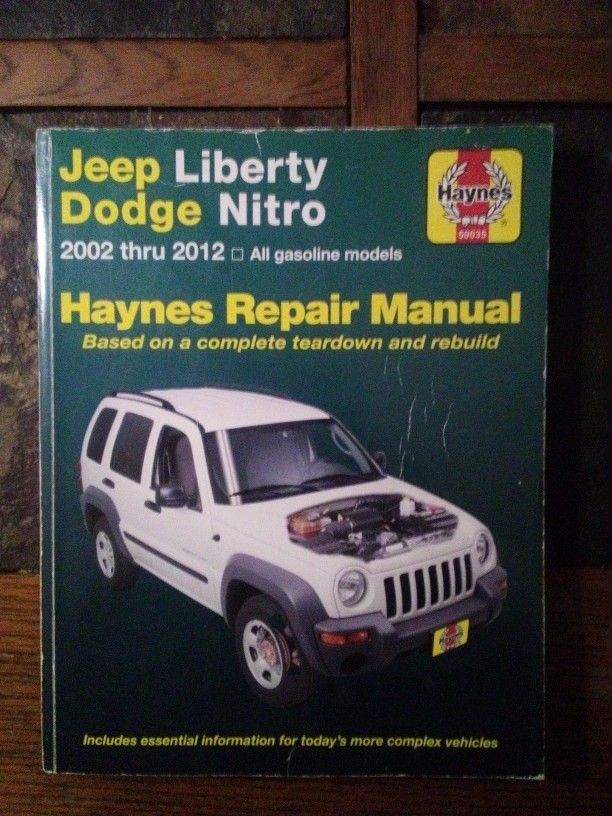 Jeep Liberty
Dodge Nitro
2002 thru 2012 □ All gasoline models
Haynes
®
50035
Haynes Repair Manual
Based on a complete teardown and rebuild
Haynes
Includes essential information for today's more complex vehicles